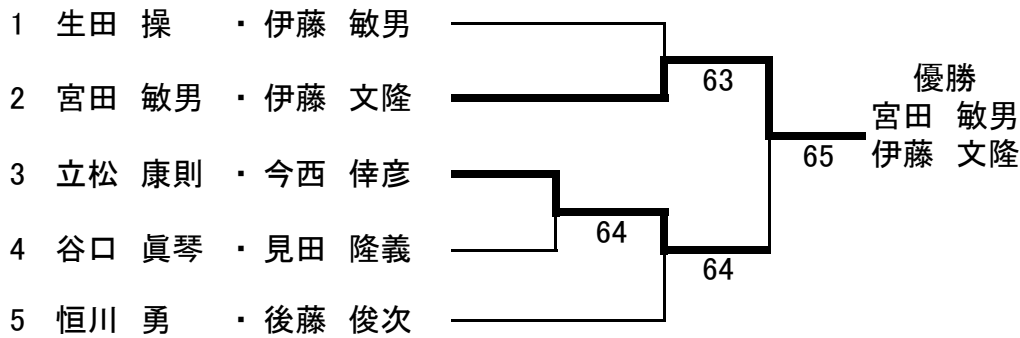 1 生田 操 ・ 伊藤 敏男
2 宮田 敏男 ・ 伊藤 文隆
3 立松 康則 ・ 今西 倖彦
4 谷口 眞琴 ・ 見田 隆義
5 恒川 勇 ・ 後藤 俊次
63
64
64
65
優勝
宮田 敏男
伊藤 文隆